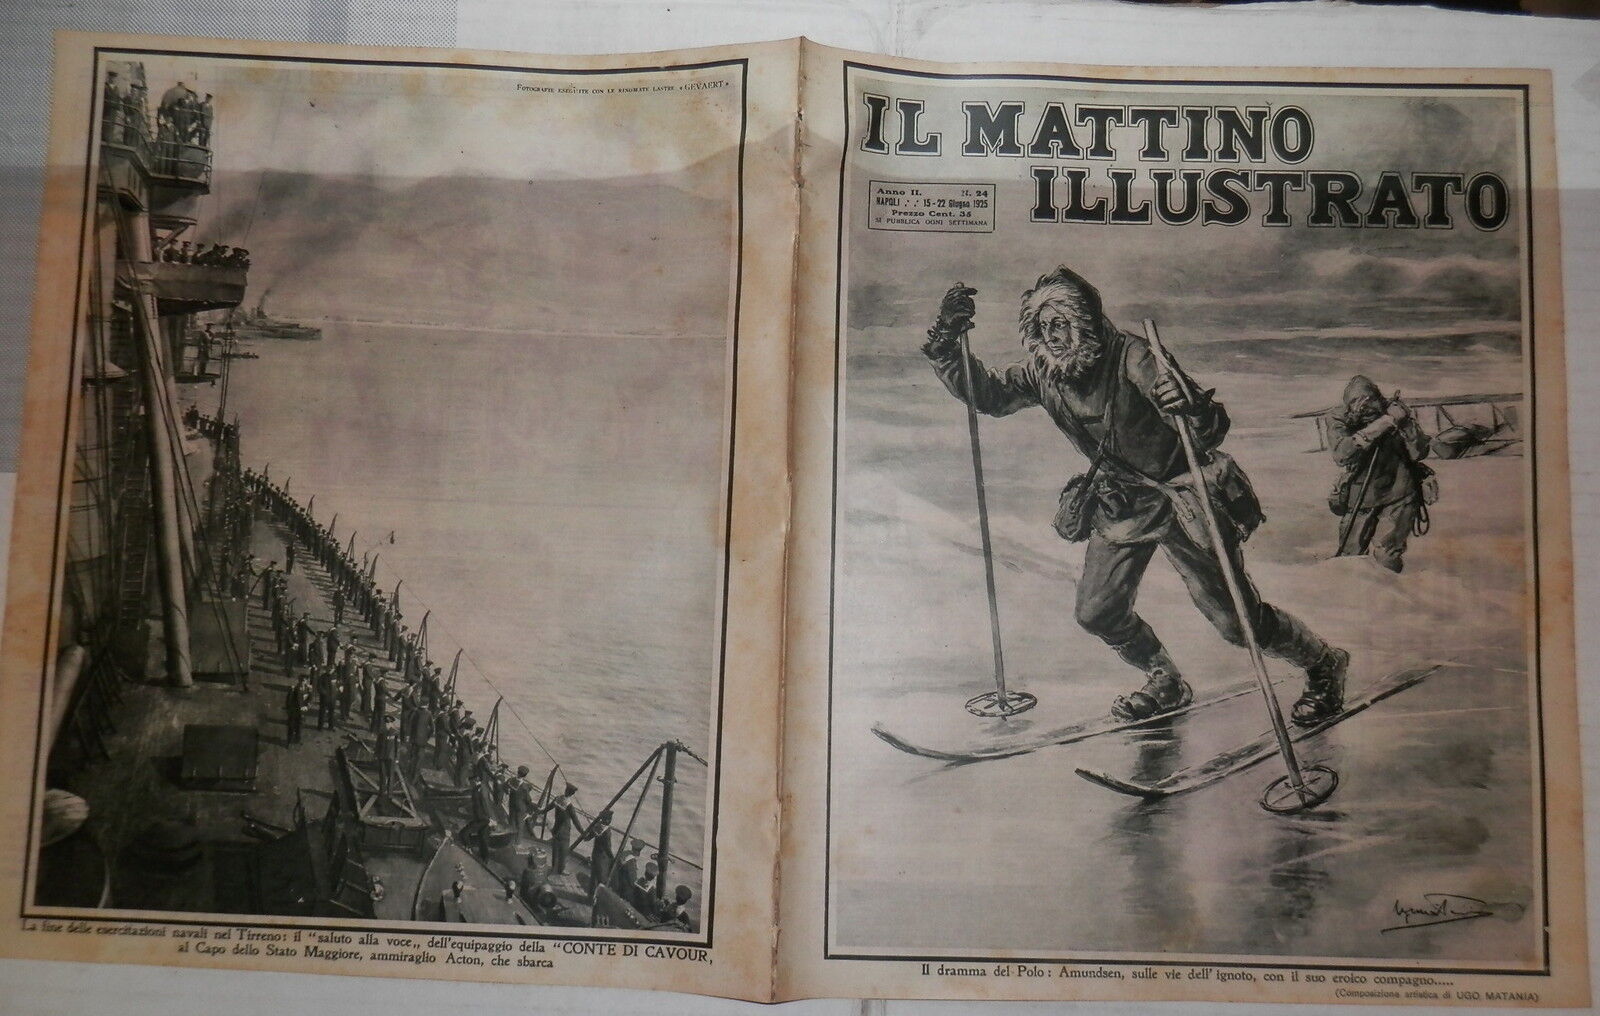 FOTOGRAFIE ESEGUITE CON LE RINOMATE LASTRE « GEVAERT »
La fine delle esercitazioni navali nel Tirreno: il "saluto alla voce,, dell'equipaggio della "CONTE DI CAVOUR,
al Capo dello Stato Maggiore, ammiraglio Acton, che sbarca
IL MATTINO
ILLUSTRATO
Anno II. N. 24
NAPOLI .·. .·. 15 - 22 Giugno 1925
Prezzo Cent. 35
SI PUBBLICA OGNI SETTIMANA
Il dramma del Polo: Amundsen, sulle vie dell'ignoto, con il suo eroico compagno.....
(Composizione artistica di UGO MATANIA)